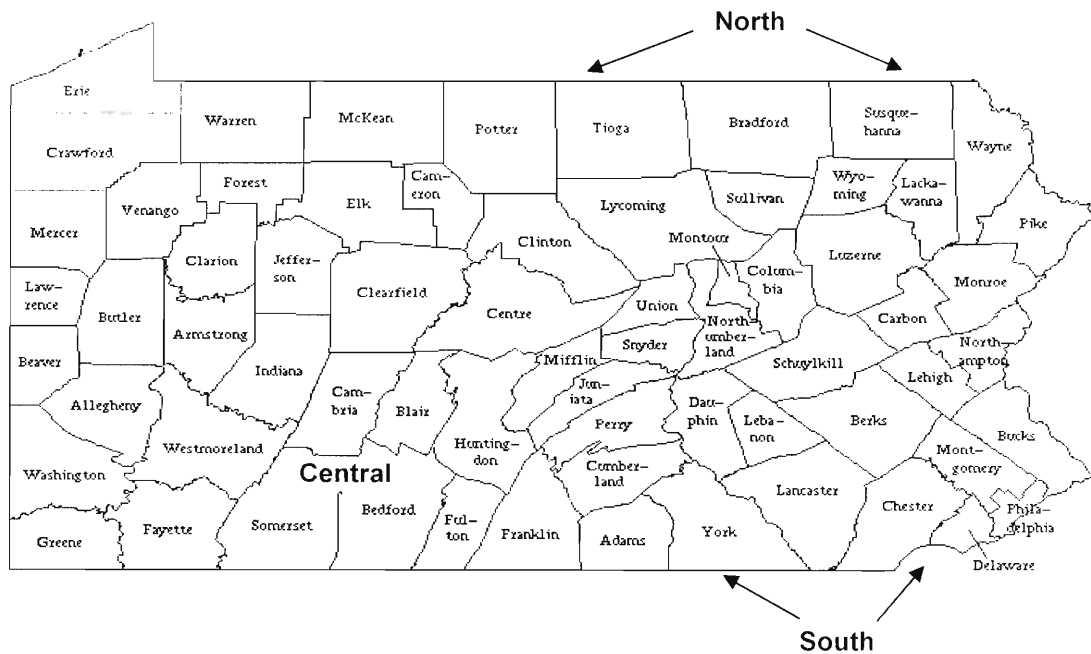 North
Erie
Warren
McKean
Potter
Tioga
Bradford
Susque-
hanna
Wayne
Crawford
Forest
Cam-
eron
Elk
Venango
Lycoming
Sullivan
Wyo-
ming
Lacka-
wanna
Pike
Mercer
Clarion
Jeffer-
son
Clinton
Montour
Colum-
bia
Luzerne
Monroe
Law-
rence
Butler
Clearfield
Centre
Union
Carbon
Armstrong
Snyder
North-
umber-
land
North-
ampton
Beaver
Indiana
Mifflin
Schuylkill
Lehigh
Allegheny
Cam-
bria
Blair
Jun-
iata
Dau-
phin
Leba-
non
Berks
Bucks
Westmoreland
Hunting-
don
Perry
Mont-
gomery
Washington
Central
Cumber-
land
Lancaster
Chester
Phila-
delphia
Greene
Fayette
Somerset
Bedford
Ful-
ton
Franklin
Adams
York
Delaware
South